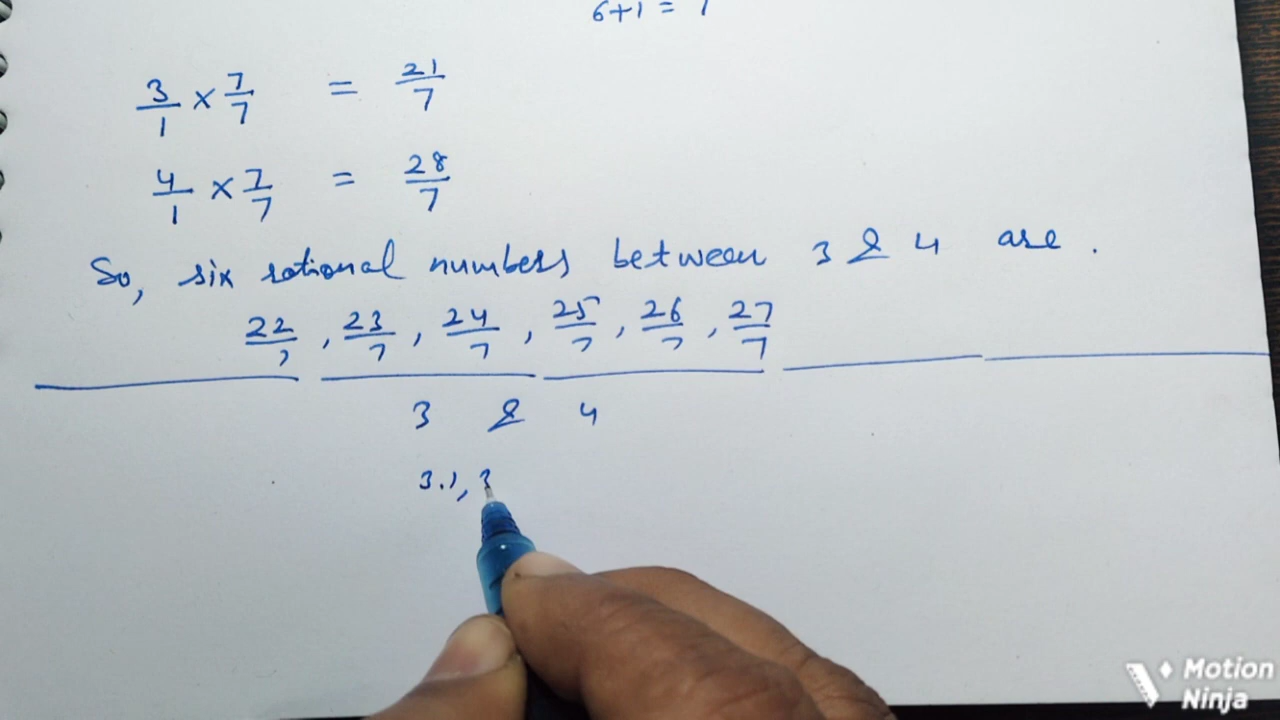 6+1 = 7
3/1 × 7/7 = 21/7
4/1 × 7/7 = 28/7
So, six rational numbers between 3 & 4 are.
22/7, 23/7, 24/7, 25/7, 26/7, 27/7
3 & 4
3.1, 3
Motion
Ninja